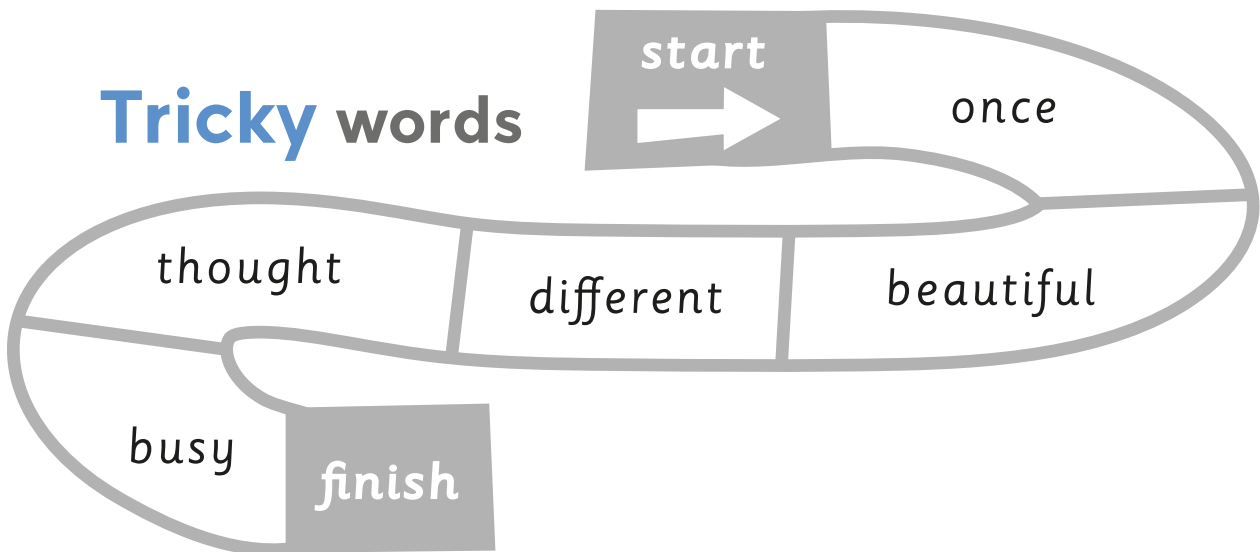 Tricky words
start
once
beautiful
different
thought
busy
finish